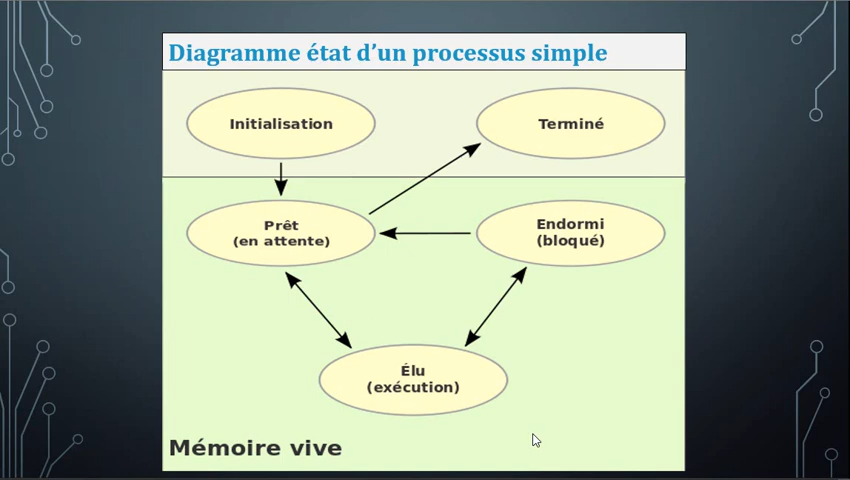 Diagramme état d’un processus simple
Initialisation
Terminé
Prêt
(en attente)
Endormi
(bloqué)
Élu
(exécution)
Mémoire vive